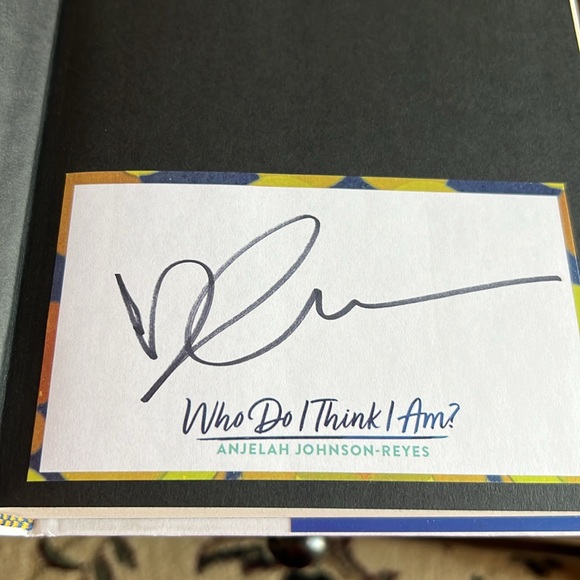 Who Do I Think I Am?
ANJELAH JOHNSON-REYES